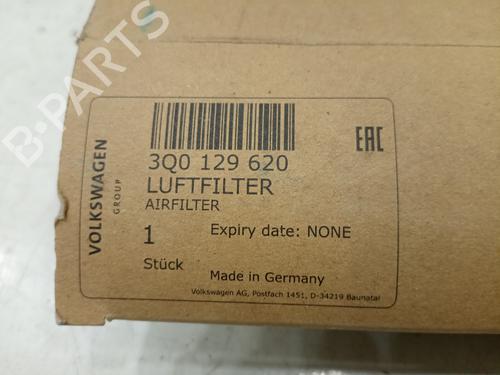 B-PARTS
VOLKSWAGEN
GROUP
EAC
3Q0 129 620
LUFTFILTER
AIRFILTER
1 Expiry date: NONE
Stück
Made in Germany
Volkswagen AG, Postfach 1451, D-34219 Baunatal